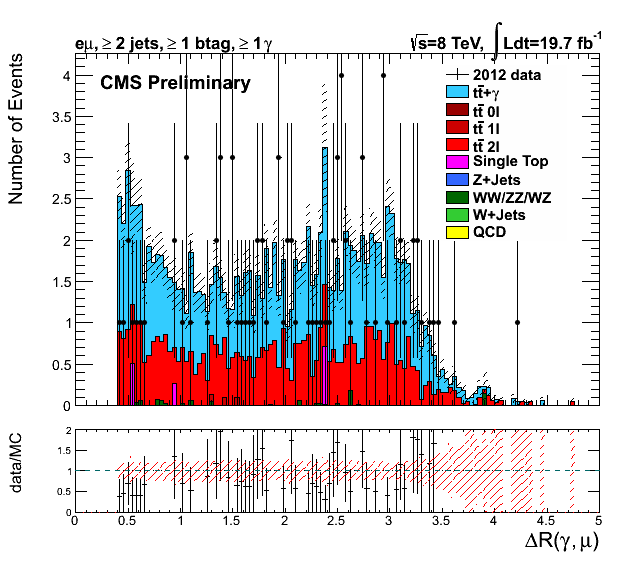 eμ, ≥ 2 jets, ≥ 1 btag, ≥ 1 γ
√s=8 TeV, ∫ Ldt=19.7 fb⁻¹
CMS Preliminary
Number of Events
4
3.5
3
2.5
2
1.5
1
0.5
0
2012 data
tt̄+γ
tt̄ 0l
tt̄ 1l
tt̄ 2l
Single Top
Z+Jets
WW/ZZ/WZ
W+Jets
QCD
data/MC
2
1.5
1
0.5
0
0 0.5 1 1.5 2 2.5 3 3.5 4 4.5 5
ΔR(γ, μ)